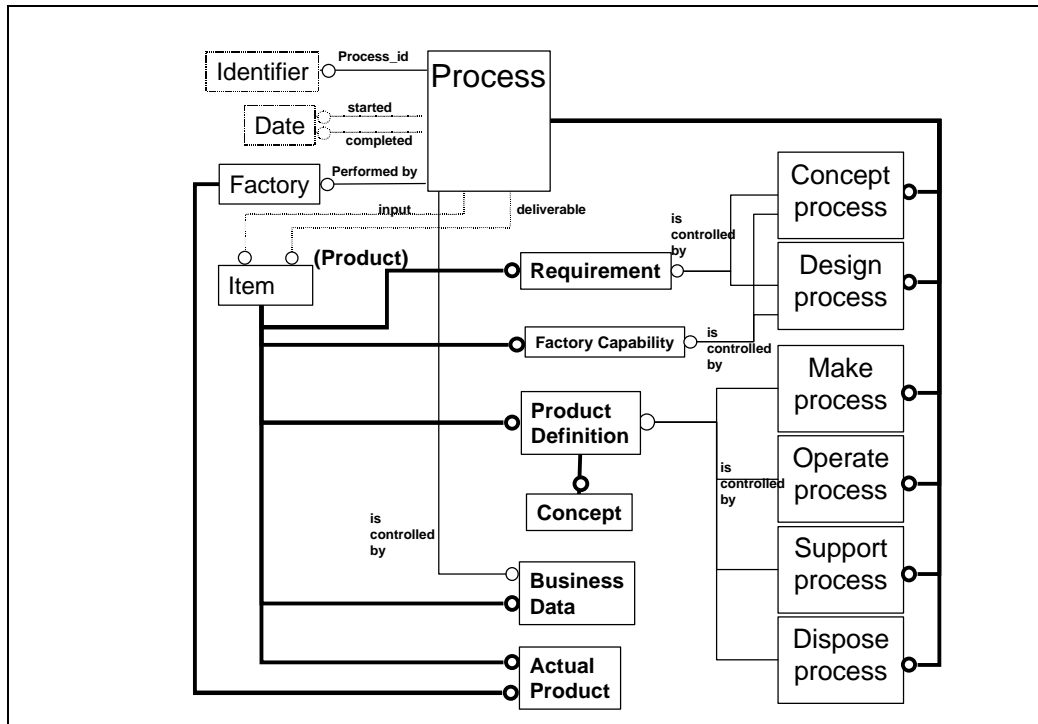 Identifier
Process_id
Process
Date
started
completed
Factory
Performed by
input
deliverable
(Product)
Item
Requirement
is
controlled
by
Concept
process
Design
process
Factory Capability
is
controlled
by
Make
process
Product
Definition
is
controlled
by
Operate
process
Concept
is
controlled
by
Support
process
Business
Data
Dispose
process
Actual
Product